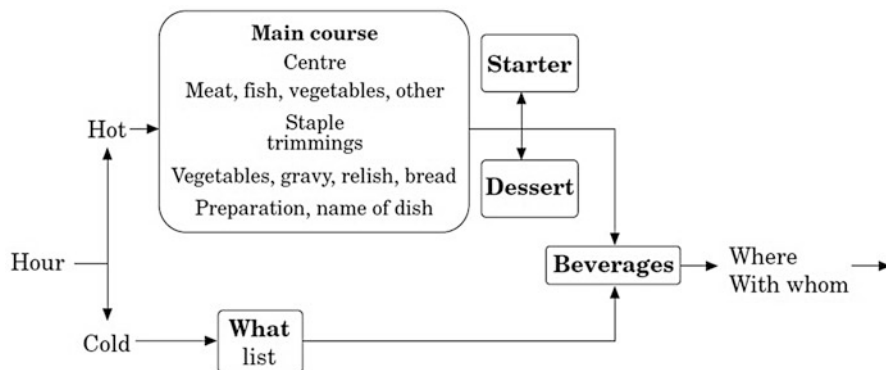 Main course
Centre
Meat, fish, vegetables, other
Staple
trimmings
Vegetables, gravy, relish, bread
Preparation, name of dish
Starter
Dessert
Hot
Hour
Cold
What
list
Beverages
Where
With whom